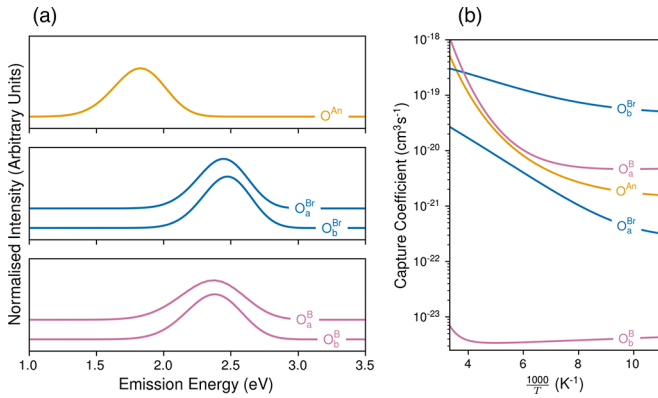 (a)
Normalised Intensity (Arbitrary Units)
O^An
O_a^Br
O_b^Br
O_a^B
O_b^B
1.0 1.5 2.0 2.5 3.0 3.5
Emission Energy (eV)
(b)
Capture Coefficient (cm³s⁻¹)
10⁻¹⁸
10⁻¹⁹
10⁻²⁰
10⁻²¹
10⁻²²
10⁻²³
O_b^Br
O_a^B
O^An
O_a^Br
O_b^B
4 6 8 10
1000/T (K⁻¹)